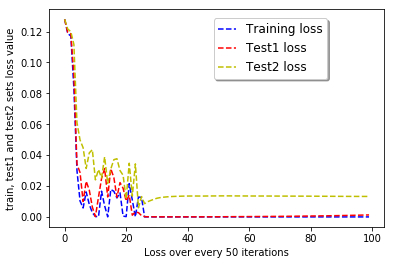 Training loss
Test1 loss
Test2 loss
train, test1 and test2 sets loss value
0.12
0.10
0.08
0.06
0.04
0.02
0.00
0
20
40
60
80
100
Loss over every 50 iterations